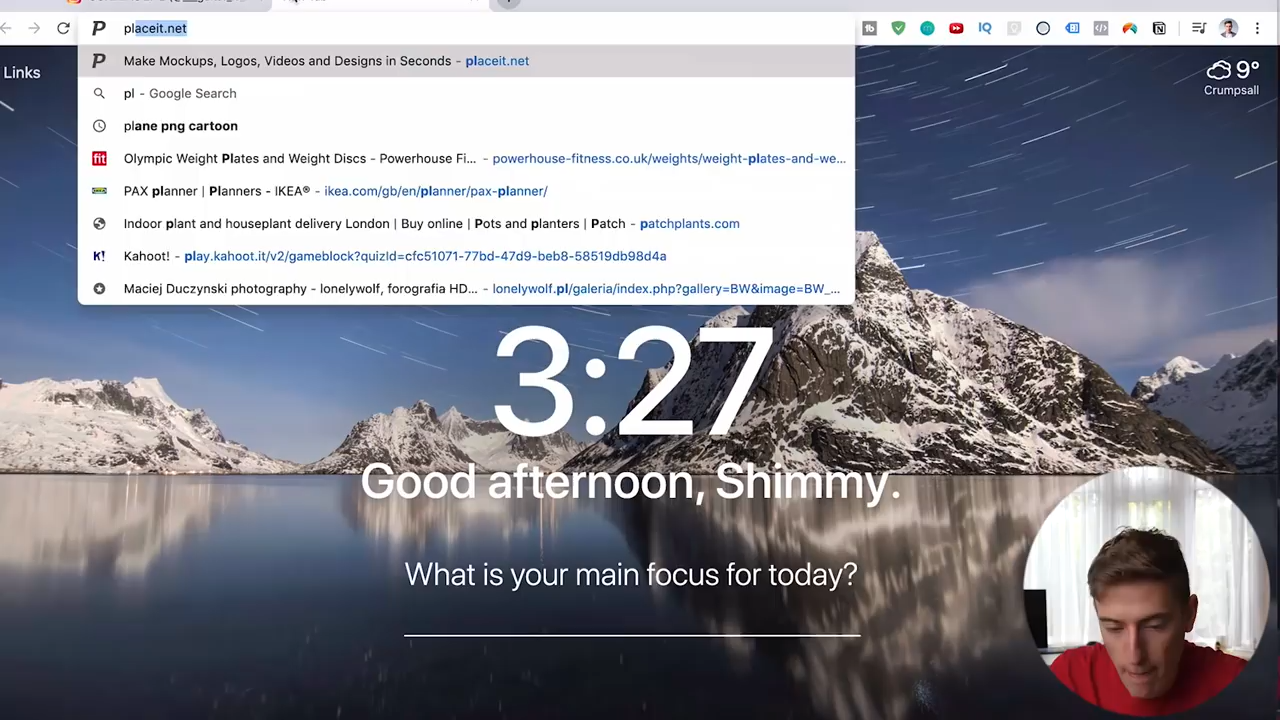 placeit.net
Make Mockups, Logos, Videos and Designs in Seconds - placeit.net
pl - Google Search
plane png cartoon
fit Olympic Weight Plates and Weight Discs - Powerhouse Fi... - powerhouse-fitness.co.uk/weights/weight-plates-and-we...
PAX planner | Planners - IKEA® - ikea.com/gb/en/planner/pax-planner/
Indoor plant and houseplant delivery London | Buy online | Pots and planters | Patch - patchplants.com
K! Kahoot! - play.kahoot.it/v2/gameblock?quizId=cfc51071-77bd-47d9-beb8-58519db98d4a
Maciej Duczynski photography - lonelywolf, forografia HD... - lonelywolf.pl/galeria/index.php?gallery=BW&image=BW_...
IQ
Links
9°
Crumpsall
3:27
Good afternoon, Shimmy.
What is your main focus for today?